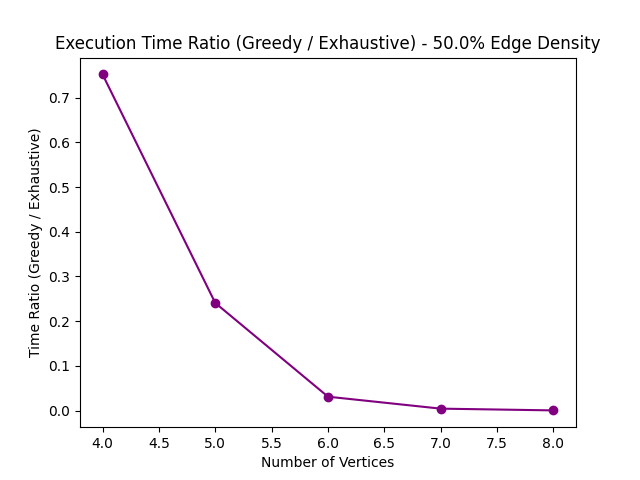 Execution Time Ratio (Greedy / Exhaustive) - 50.0% Edge Density
Time Ratio (Greedy / Exhaustive)
0.7
0.6
0.5
0.4
0.3
0.2
0.1
0.0
4.0 4.5 5.0 5.5 6.0 6.5 7.0 7.5 8.0
Number of Vertices